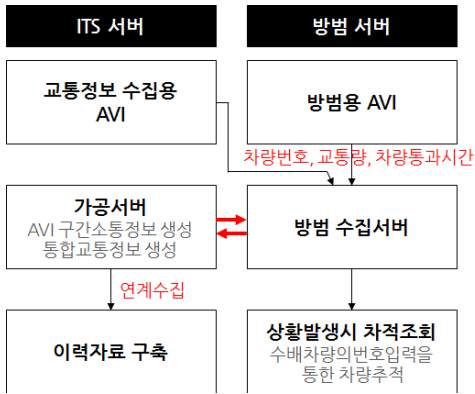 ITS 서버
방범 서버
교통정보 수집용
AVI
방범용 AVI
차량번호, 교통량, 차량통과시간
가공서버
AVI 구간소통정보 생성
통합교통정보 생성
방범 수집서버
연계수집
이력자료 구축
상황발생시 차적조회
수배차량의번호입력을
통한 차량추적